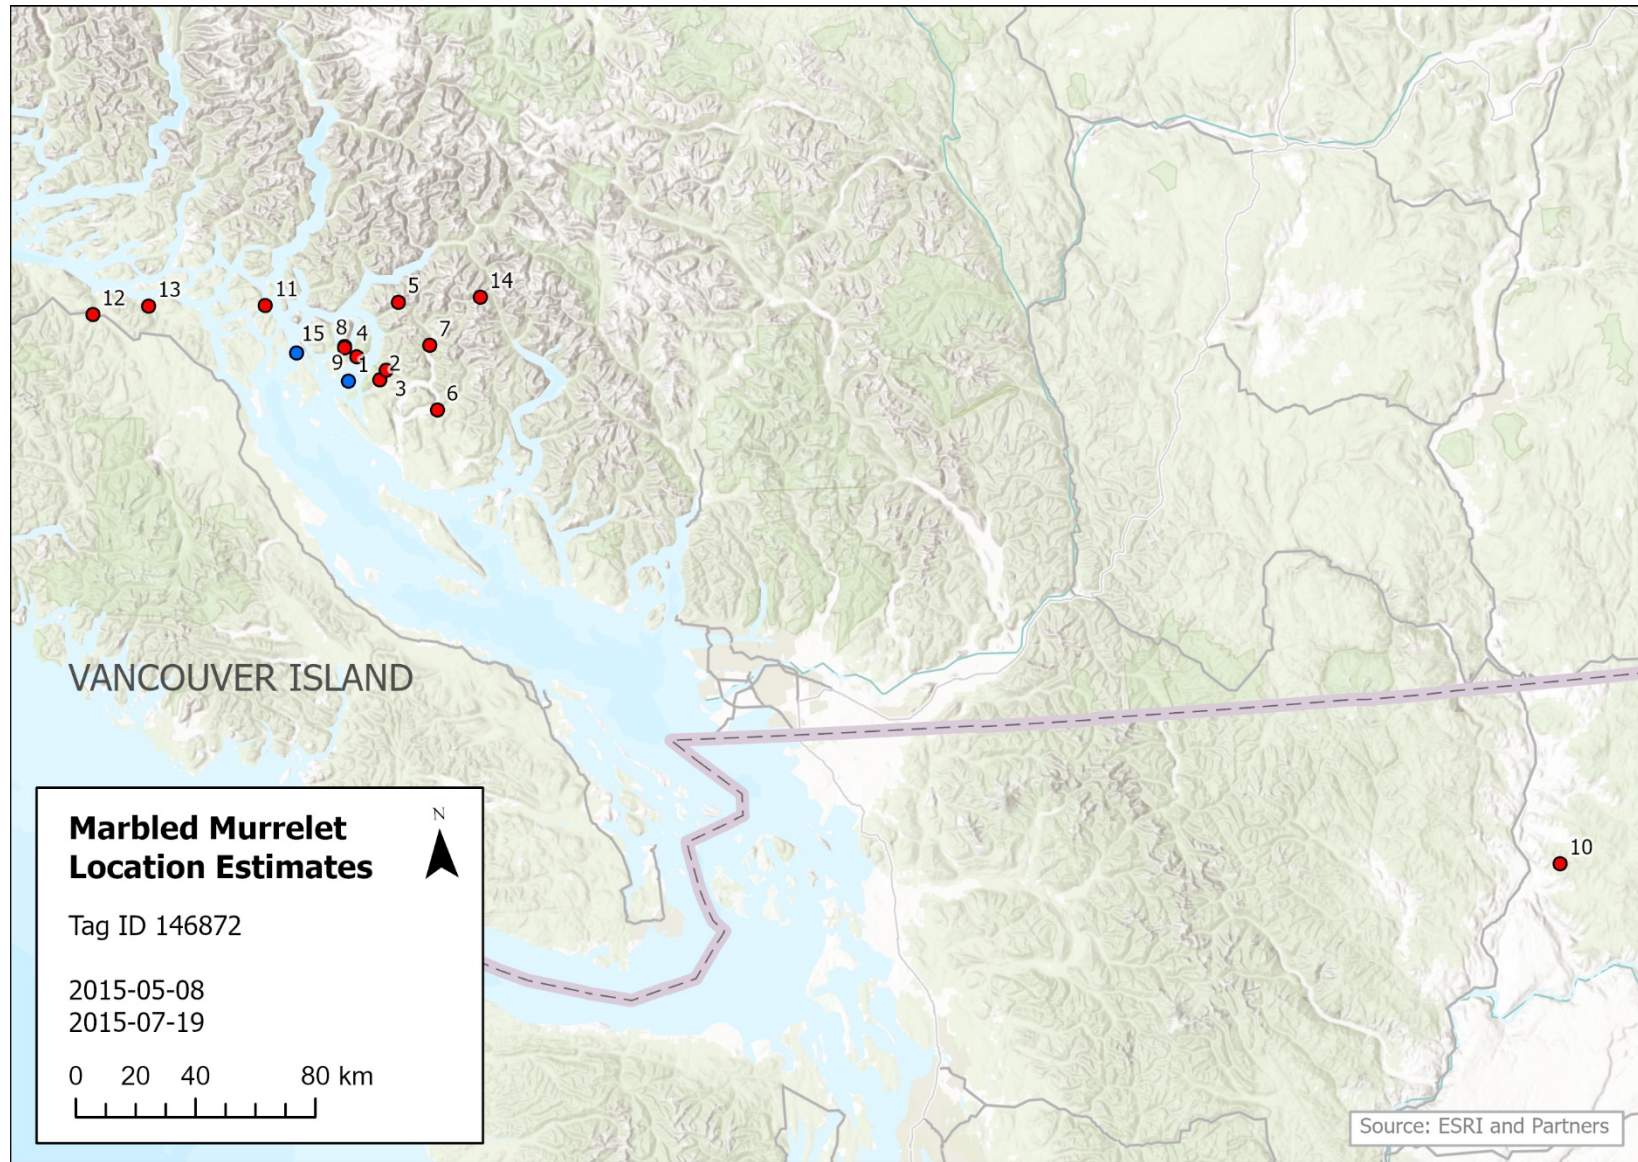 12
13
11
5
14
15
8
4
7
9
1
2
3
6
VANCOUVER ISLAND
10
N
Marbled Murrelet
Location Estimates
Tag ID 146872
2015-05-08
2015-07-19
0 20 40 80 km
Source: ESRI and Partners